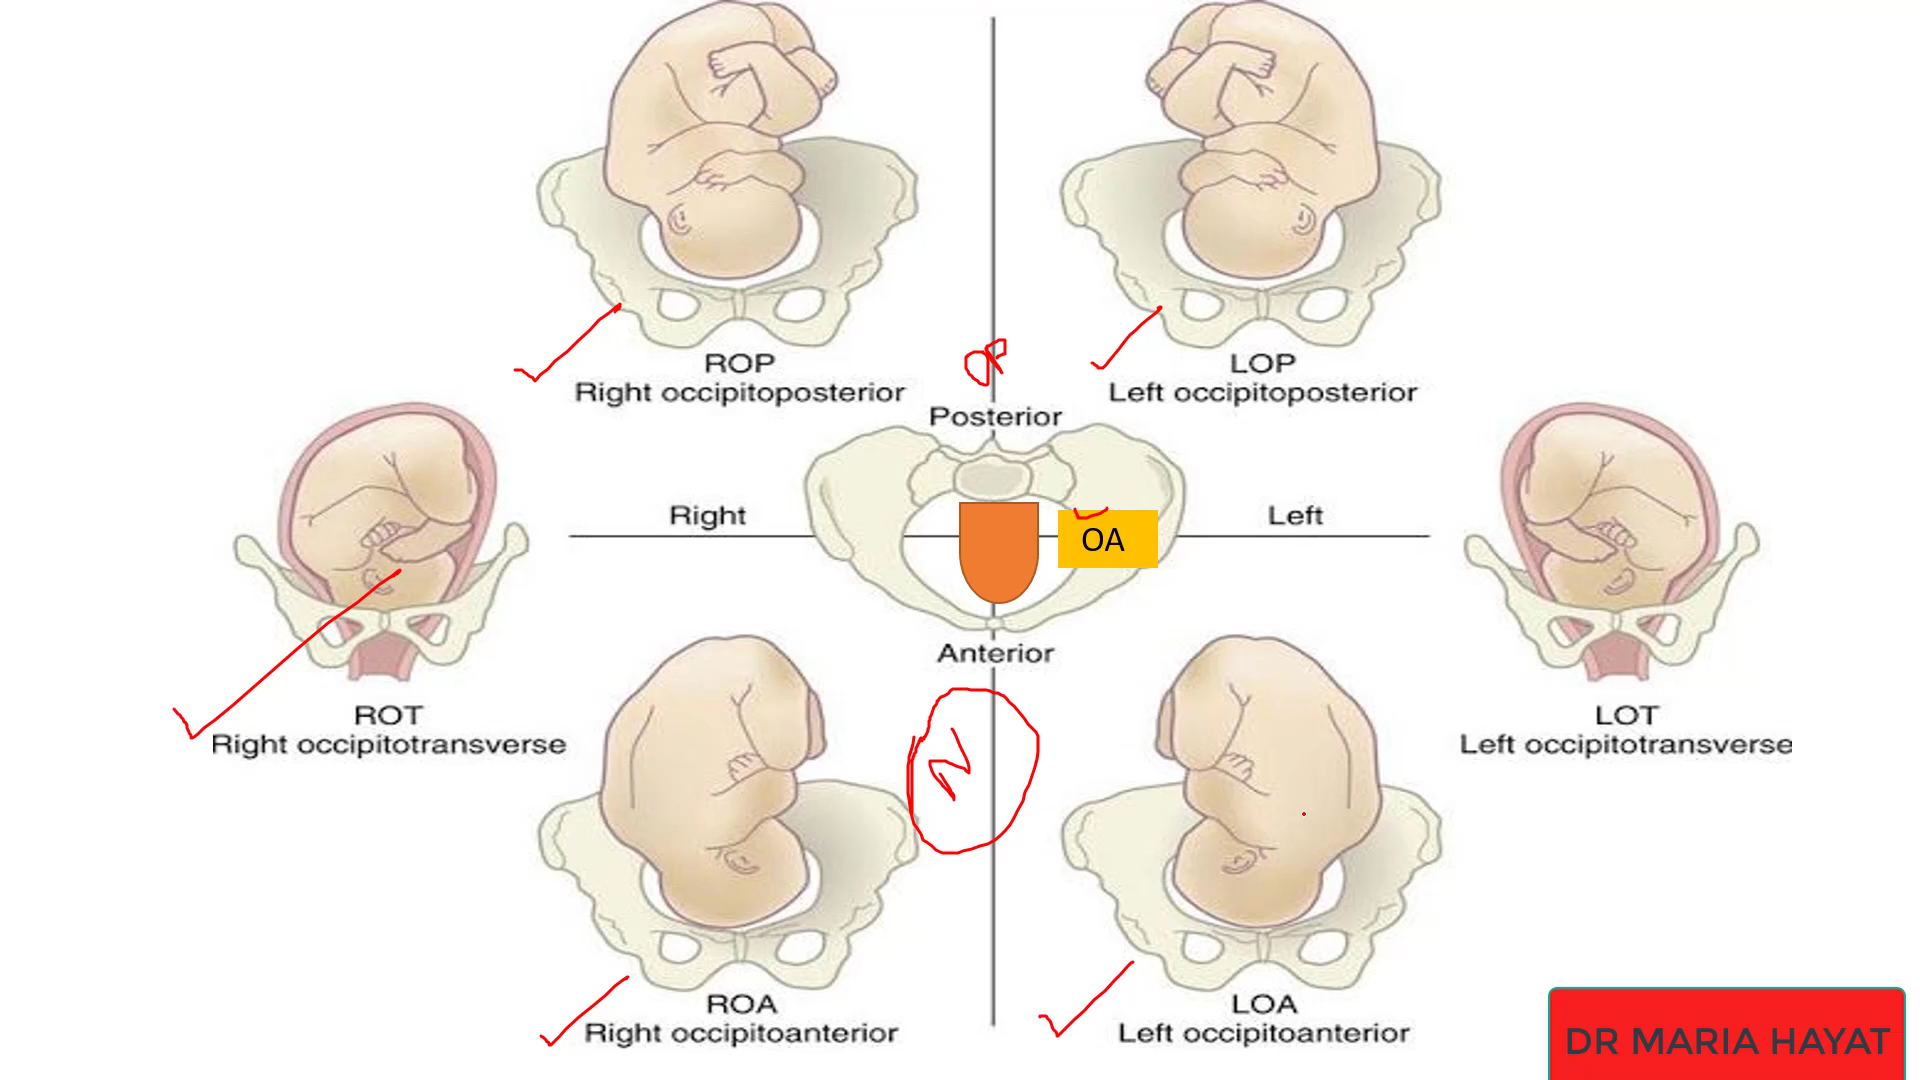 ROP
Right occipitoposterior
LOP
Left occipitoposterior
OP
Posterior
Right
OA
Left
Anterior
ROT
Right occipitotransverse
LOT
Left occipitotransverse
N
ROA
Right occipitoanterior
LOA
Left occipitoanterior
DR MARIA HAYAT